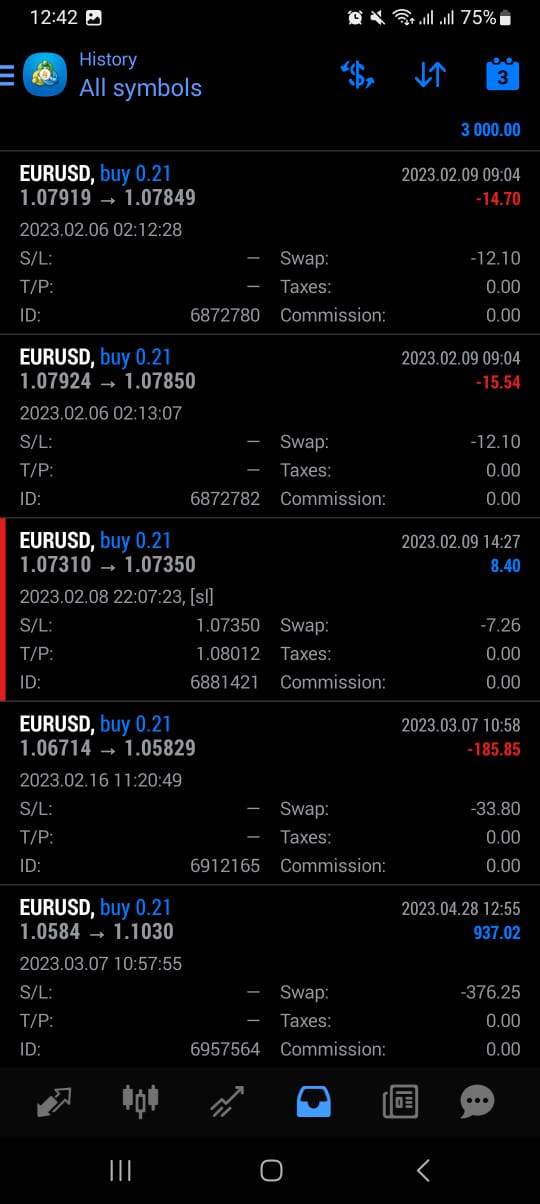 12:42 75%
History
All symbols
3
3 000.00
EURUSD, buy 0.21 2023.02.09 09:04
1.07919 → 1.07849 -14.70
2023.02.06 02:12:28
S/L: — Swap: -12.10
T/P: — Taxes: 0.00
ID: 6872780 Commission: 0.00
EURUSD, buy 0.21 2023.02.09 09:04
1.07924 → 1.07850 -15.54
2023.02.06 02:13:07
S/L: — Swap: -12.10
T/P: — Taxes: 0.00
ID: 6872782 Commission: 0.00
EURUSD, buy 0.21 2023.02.09 14:27
1.07310 → 1.07350 8.40
2023.02.08 22:07:23, [sl]
S/L: 1.07350 Swap: -7.26
T/P: 1.08012 Taxes: 0.00
ID: 6881421 Commission: 0.00
EURUSD, buy 0.21 2023.03.07 10:58
1.06714 → 1.05829 -185.85
2023.02.16 11:20:49
S/L: — Swap: -33.80
T/P: — Taxes: 0.00
ID: 6912165 Commission: 0.00
EURUSD, buy 0.21 2023.04.28 12:55
1.0584 → 1.1030 937.02
2023.03.07 10:57:55
S/L: — Swap: -376.25
T/P: — Taxes: 0.00
ID: 6957564 Commission: 0.00